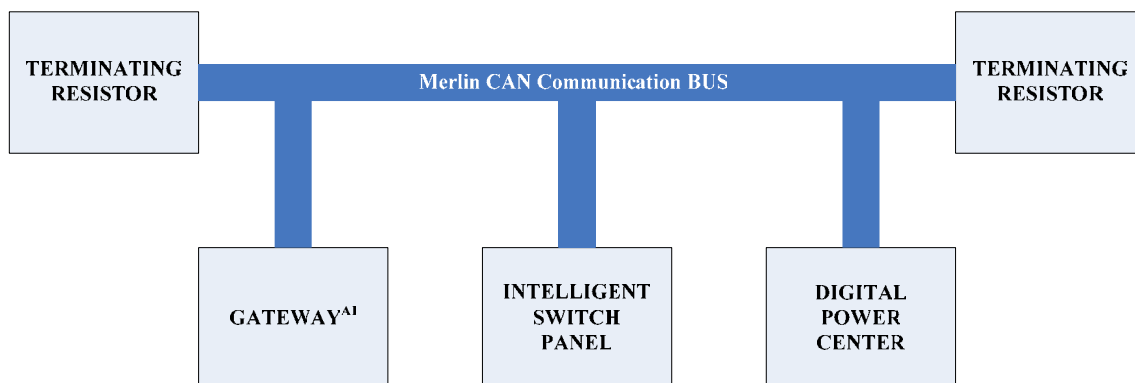 TERMINATING
RESISTOR
Merlin CAN Communication BUS
TERMINATING
RESISTOR
GATEWAY^AI
INTELLIGENT
SWITCH
PANEL
DIGITAL
POWER
CENTER